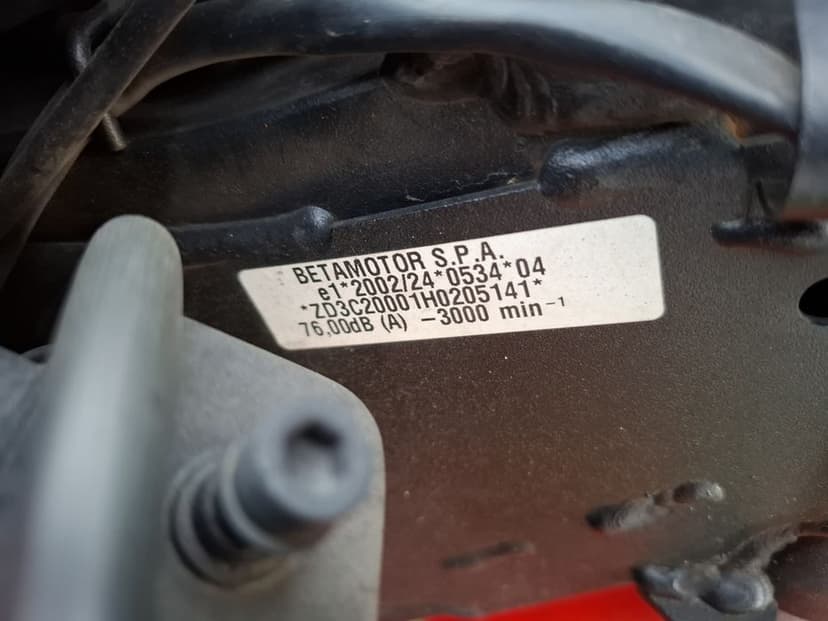 BETAMOTOR S.P.A.
e1*2002/24*0534*04
*ZD3C20001H0205141*
76,00dB (A) -3000 min⁻¹